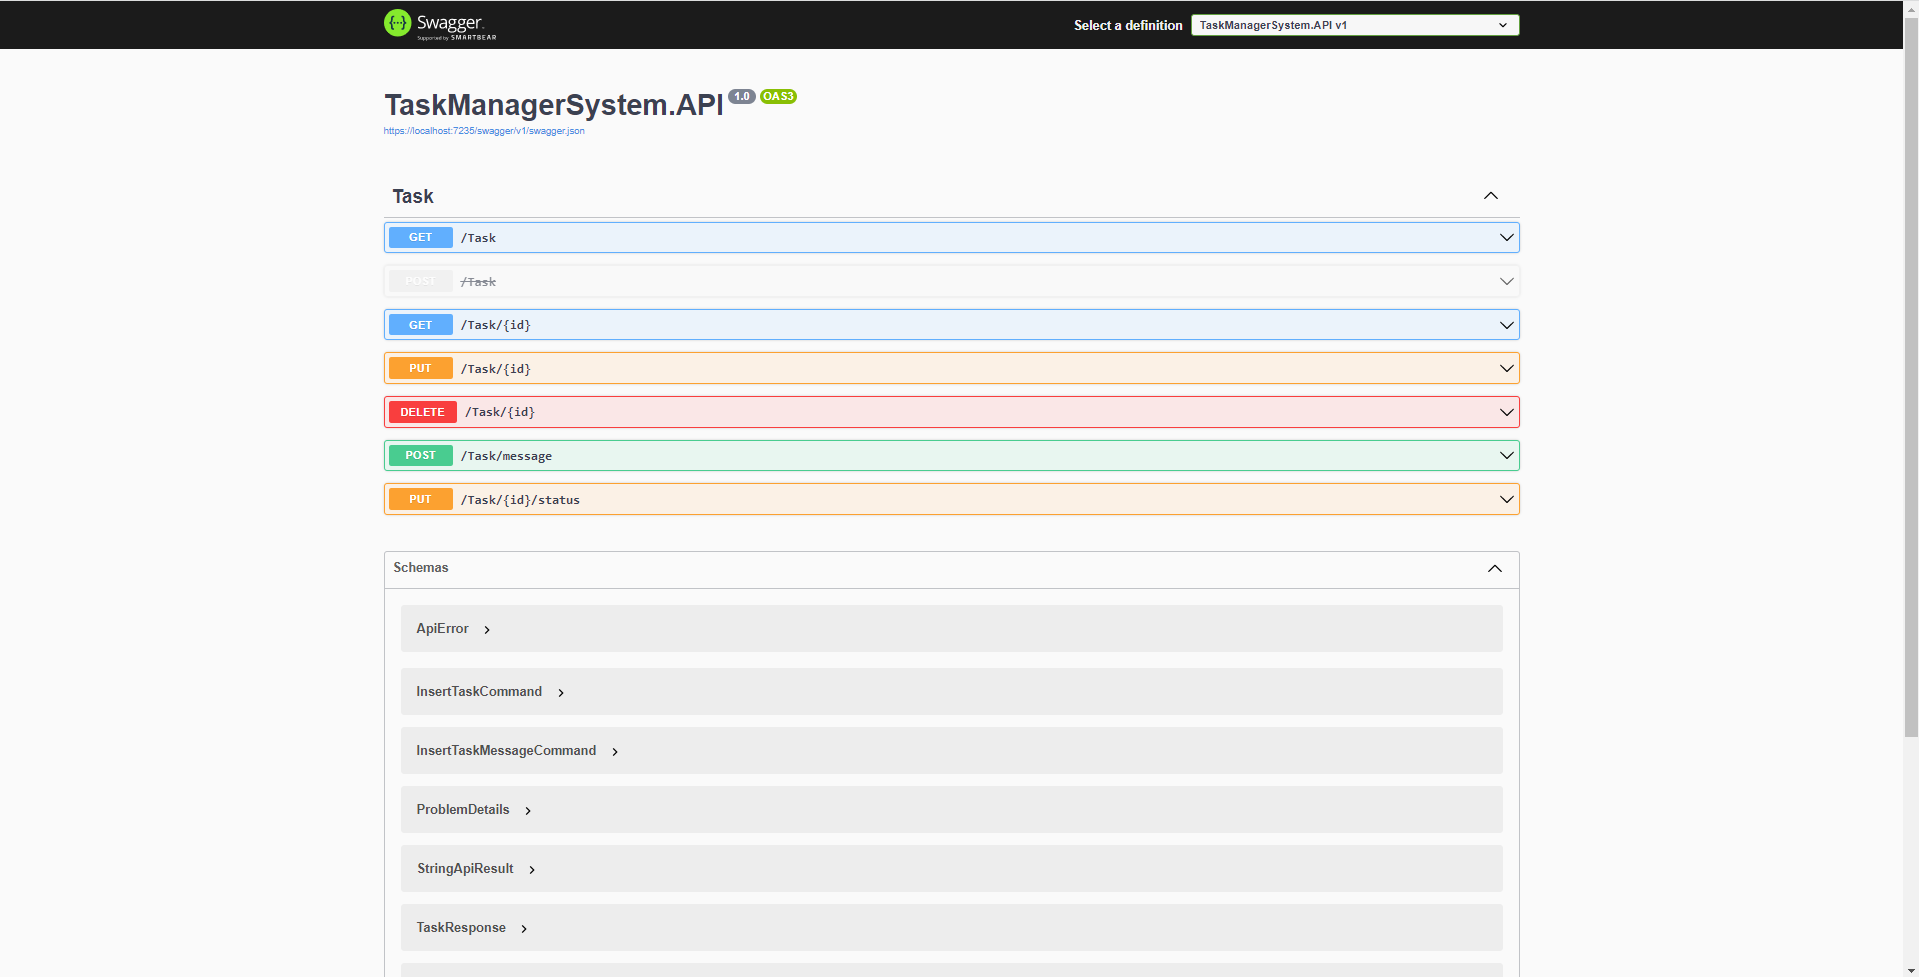 Swagger.
Supported by SMARTBEAR
Select a definition
TaskManagerSystem.API v1
TaskManagerSystem.API 1.0 OAS3
https://localhost:7235/swagger/v1/swagger.json
Task
GET /Task
POST /Task
GET /Task/{id}
PUT /Task/{id}
DELETE /Task/{id}
POST /Task/message
PUT /Task/{id}/status
Schemas
ApiError
InsertTaskCommand
InsertTaskMessageCommand
ProblemDetails
StringApiResult
TaskResponse